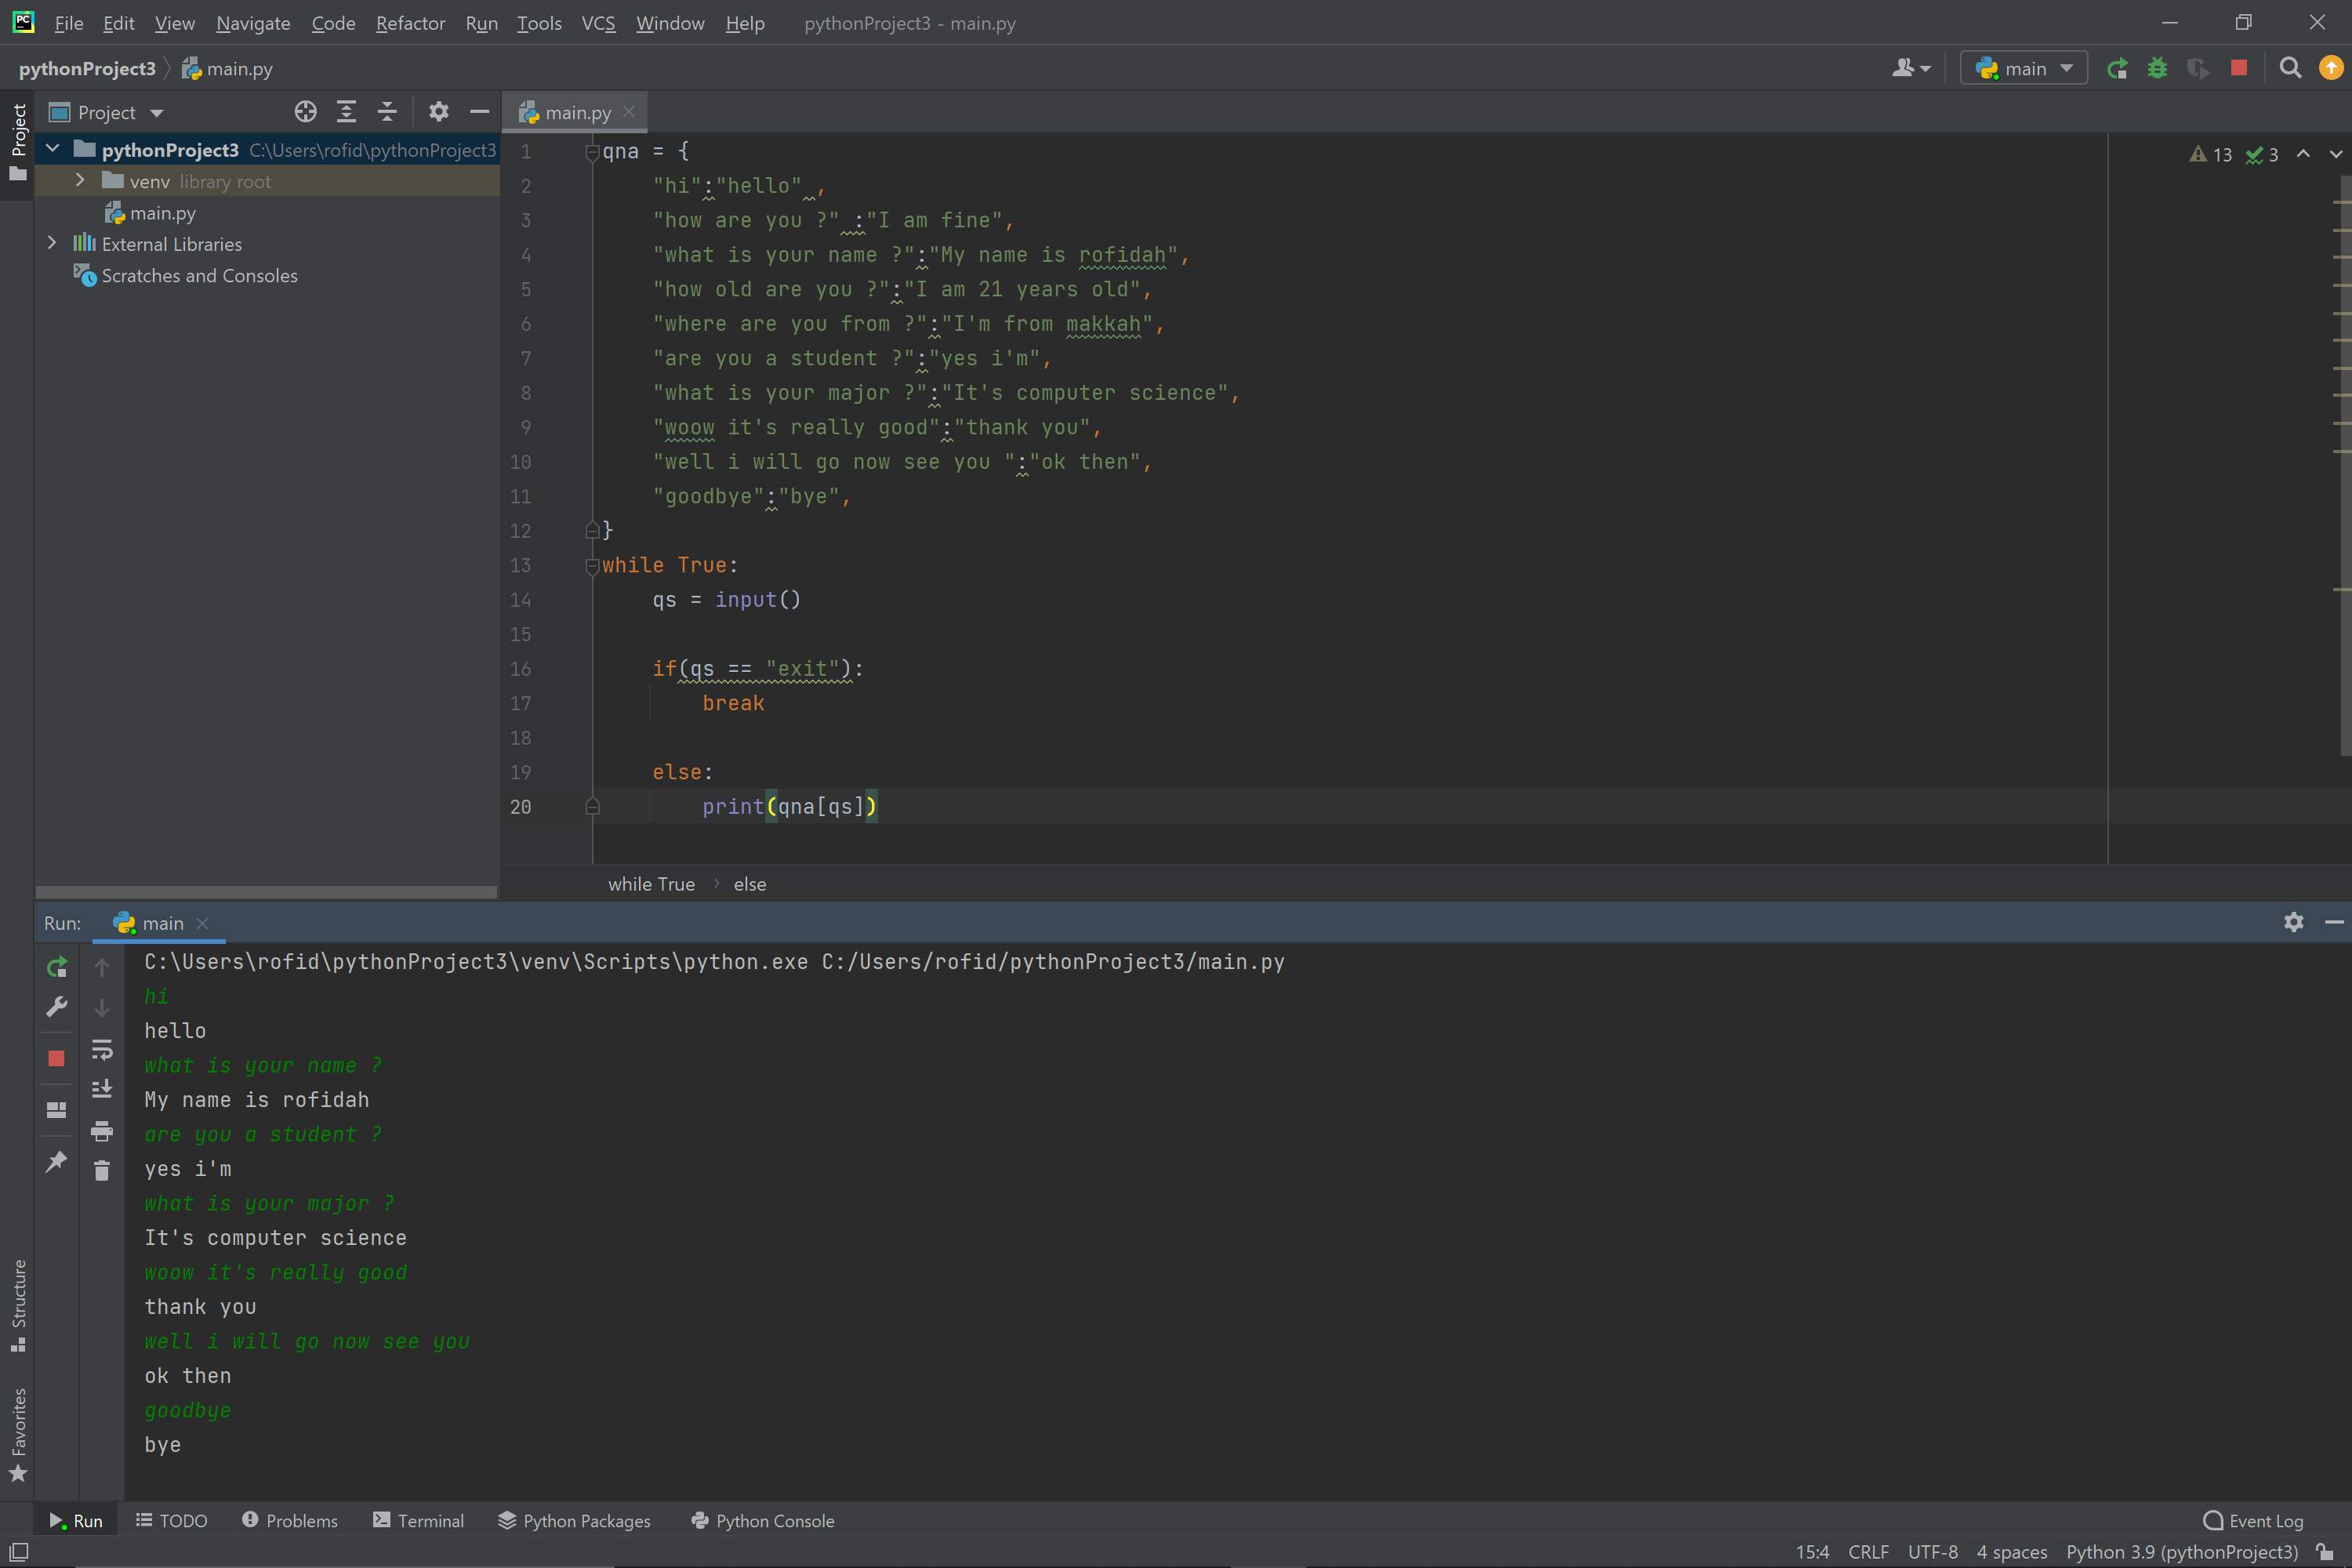 File Edit View Navigate Code Refactor Run Tools VCS Window Help pythonProject3 - main.py
pythonProject3 main.py main
Project
Project
main.py
pythonProject3 C:\Users\rofid\pythonProject3
venv library root
main.py
External Libraries
Scratches and Consoles
13 3
1 qna = {
2 "hi":"hello" ,
3 "how are you ?" :"I am fine",
4 "what is your name ?":"My name is rofidah",
5 "how old are you ?":"I am 21 years old",
6 "where are you from ?":"I'm from makkah",
7 "are you a student ?":"yes i'm",
8 "what is your major ?":"It's computer science",
9 "woow it's really good":"thank you",
10 "well i will go now see you ":"ok then",
11 "goodbye":"bye",
12 }
13 while True:
14 qs = input()
15
16 if(qs == "exit"):
17 break
18
19 else:
20 print(qna[qs])
while True else
Run: main
C:\Users\rofid\pythonProject3\venv\Scripts\python.exe C:/Users/rofid/pythonProject3/main.py
hi
hello
what is your name ?
My name is rofidah
are you a student ?
yes i'm
what is your major ?
It's computer science
woow it's really good
thank you
well i will go now see you
ok then
goodbye
bye
Structure
Favorites
Run TODO Problems Terminal Python Packages Python Console Event Log
15:4 CRLF UTF-8 4 spaces Python 3.9 (pythonProject3)